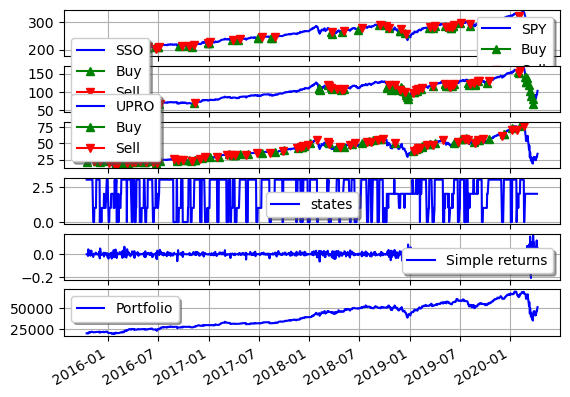 300
200
SPY
Buy
SSO
Buy
Sell
150
100
50
UPRO
Buy
Sell
75
50
25
2.5
0.0
states
0.0
−0.2
Simple returns
50000
25000
Portfolio
2016-01
2016-07
2017-01
2017-07
2018-01
2018-07
2019-01
2019-07
2020-01